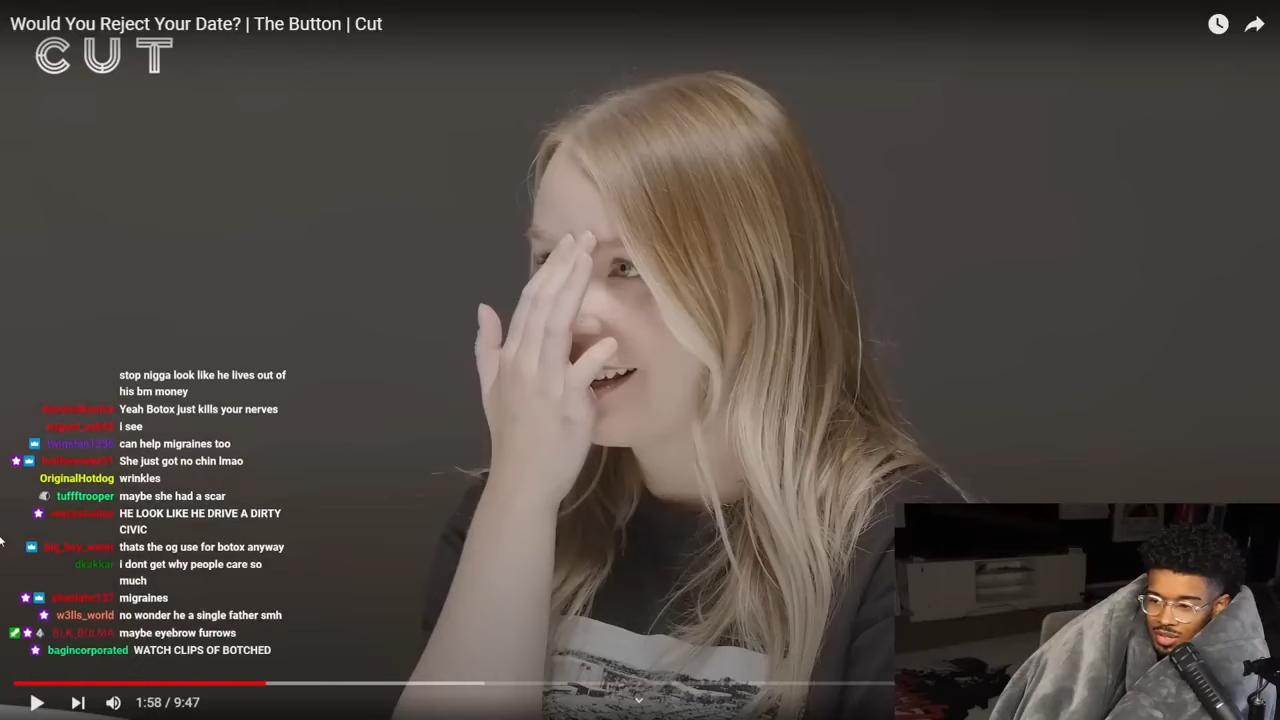 Would You Reject Your Date? | The Button | Cut
CUT
stop nigga look like he lives out of
his bm money
Yeah Botox just kills your nerves
i see
can help migraines too
She just got no chin lmao
OriginalHotdog wrinkles
tuffftrooper maybe she had a scar
HE LOOK LIKE HE DRIVE A DIRTY
CIVIC
thats the og use for botox anyway
dkakkar i dont get why people care so
much
migraines
w3lls_world no wonder he a single father smh
BLK_BULMA maybe eyebrow furrows
bagincorporated WATCH CLIPS OF BOTCHED
1:58 / 9:47